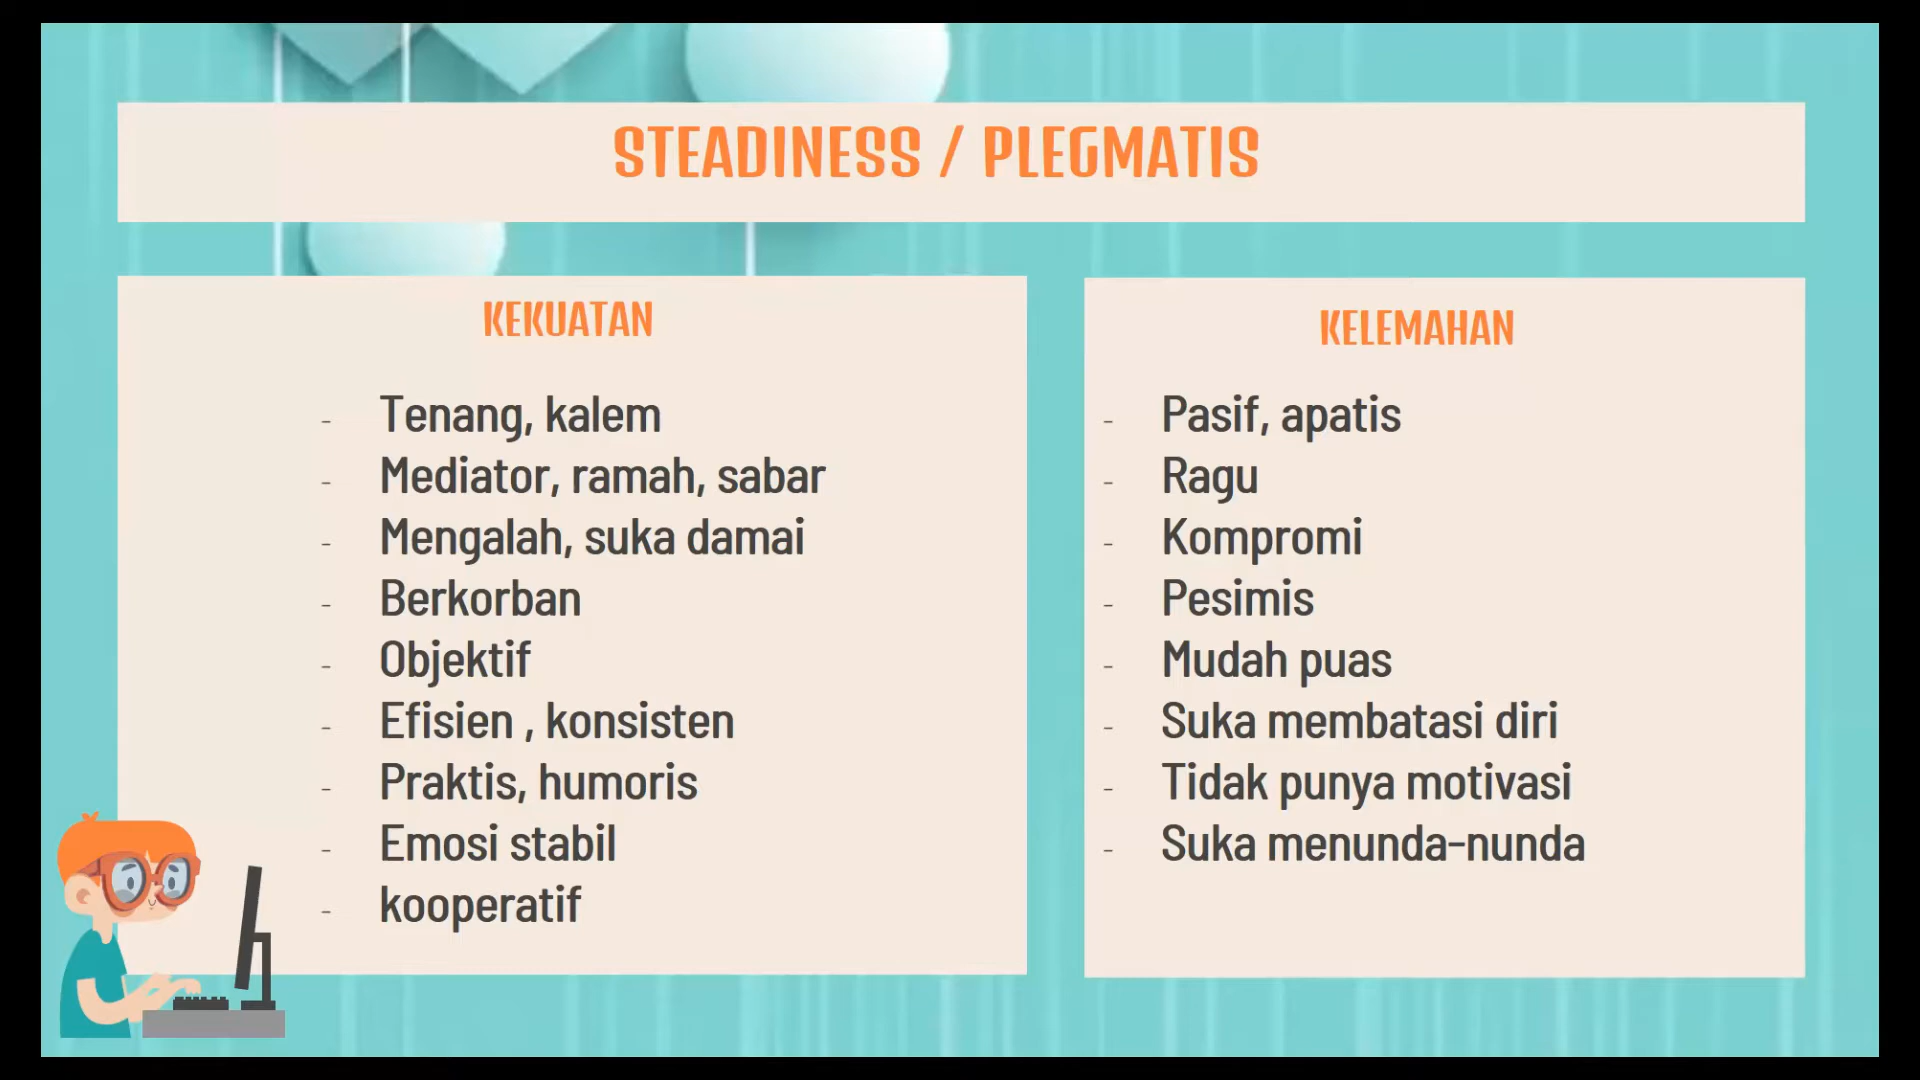 STEADINESS / PLEGMATIS
KEKUATAN
- Tenang, kalem
- Mediator, ramah, sabar
- Mengalah, suka damai
- Berkorban
- Objektif
- Efisien , konsisten
- Praktis, humoris
- Emosi stabil
- kooperatif
KELEMAHAN
- Pasif, apatis
- Ragu
- Kompromi
- Pesimis
- Mudah puas
- Suka membatasi diri
- Tidak punya motivasi
- Suka menunda-nunda